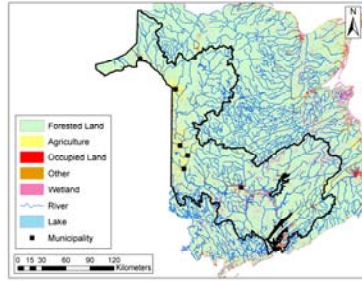 N
Forested Land
Agriculture
Occupied Land
Other
Wetland
River
Lake
Municipality
0 15 30 60 90 120
Kilometers